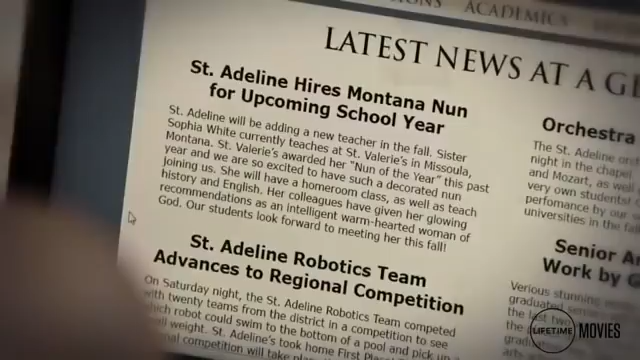 ACADEMICS
LATEST NEWS AT A
St. Adeline Hires Montana Nun
for Upcoming School Year
St. Adeline will be adding a new teacher in the fall. Sister
Sophia White currently teaches at St. Valerie's in Missoula,
Montana. St. Valerie's awarded her "Nun of the Year" this past
year and we are so excited to have such a decorated nun
joining us. She will have a homeroom class, as well as teach
history and English. Her colleagues have given her glowing
recommendations as an intelligent warm-hearted woman of
God. Our students look forward to meeting her this fall!
St. Adeline Robotics Team
Advances to Regional Competition
On Saturday night, the St. Adeline Robotics Team competed
with twenty teams from the district in a competition to see
which robot could swim to the bottom of a pool and pick up
weight. St. Adeline's took home First
competition will take
Orchestra
The St. Adeline
night in the chapel
and Mozart, as well
very own students!
perfomance by our
universities in the
Senior
Work by
Verious stunning
graduated
the last
the
LIFETIME MOVIES